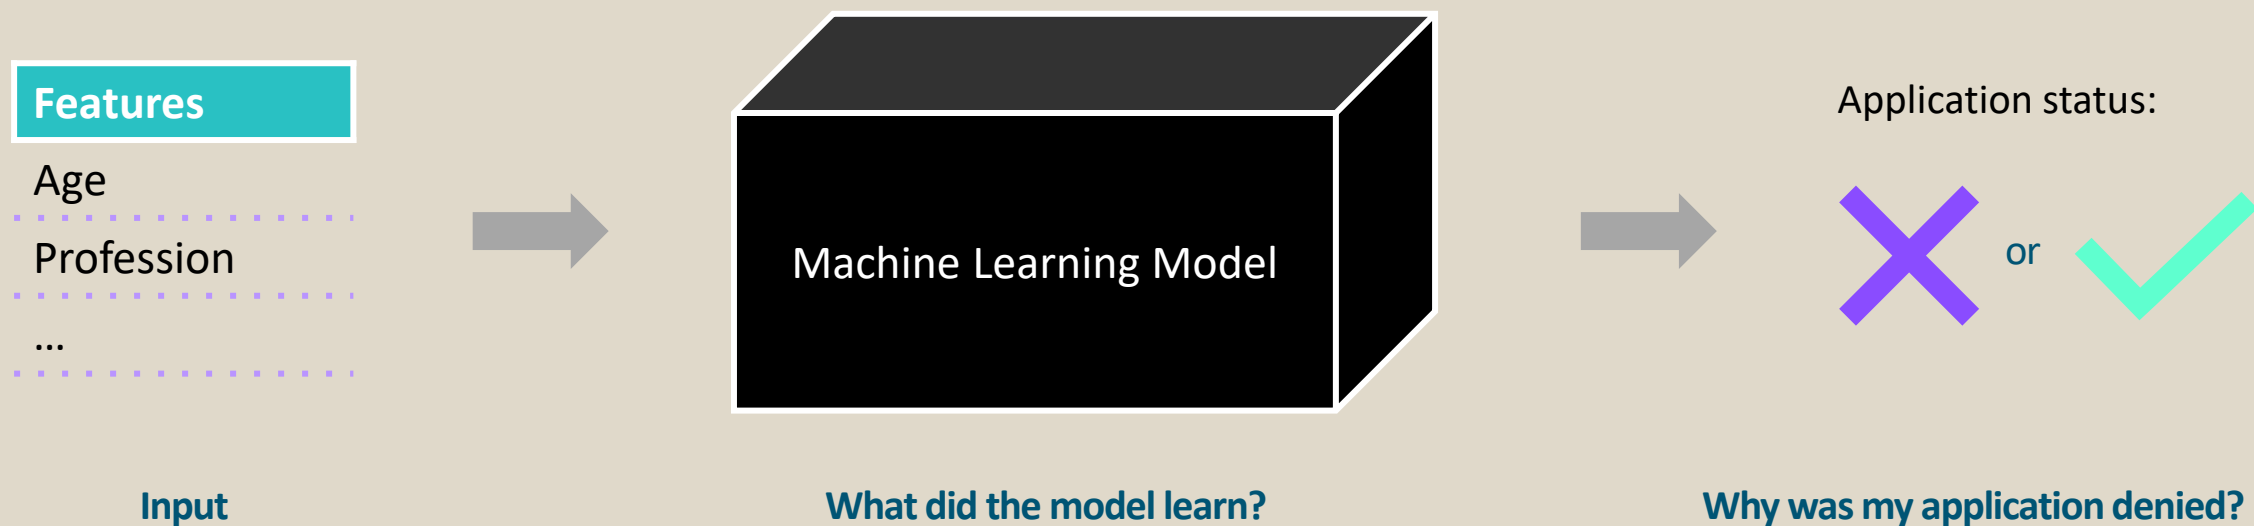 Features
Age
Profession
...
Input
Machine Learning Model
What did the model learn?
Application status:
or
Why was my application denied?